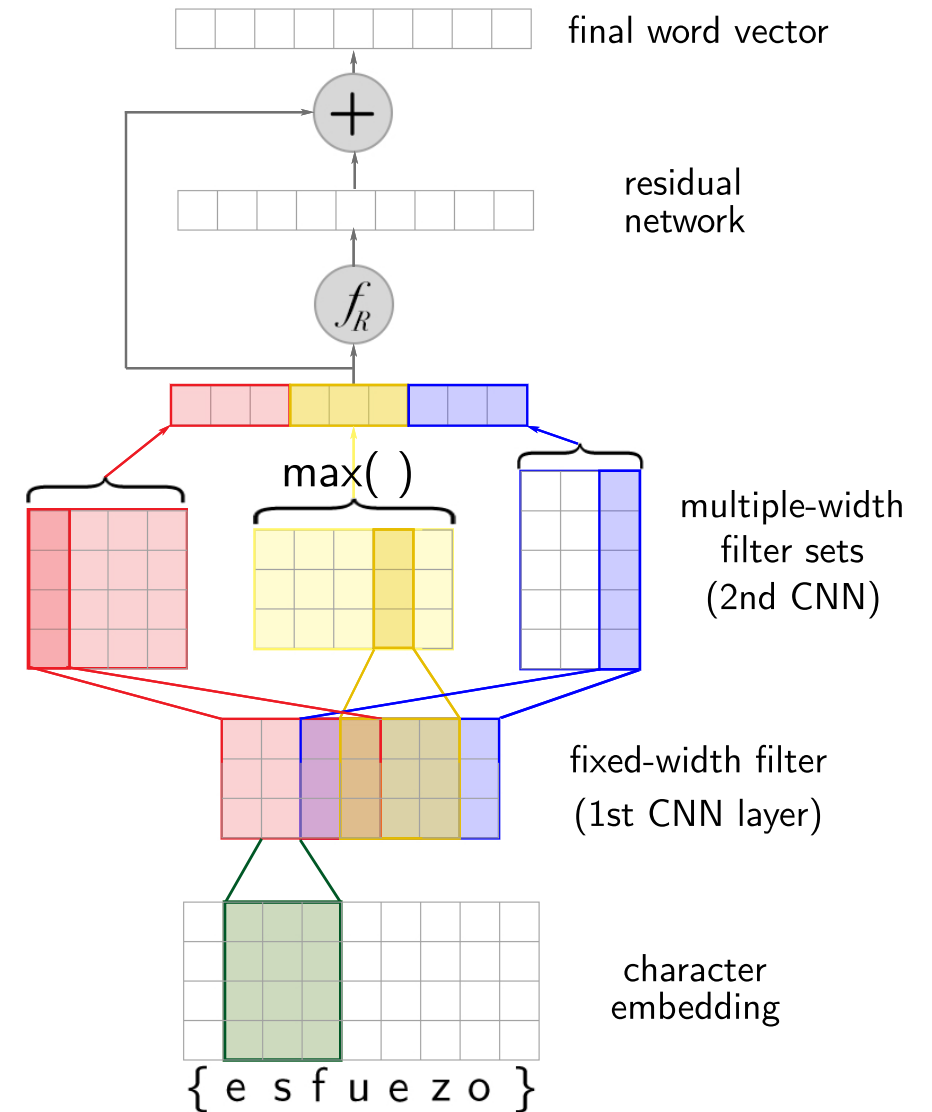 final word vector
+
residual
network
fR
max( )
multiple-width
filter sets
(2nd CNN)
fixed-width filter
(1st CNN layer)
character
embedding
{ e s f u e z o }